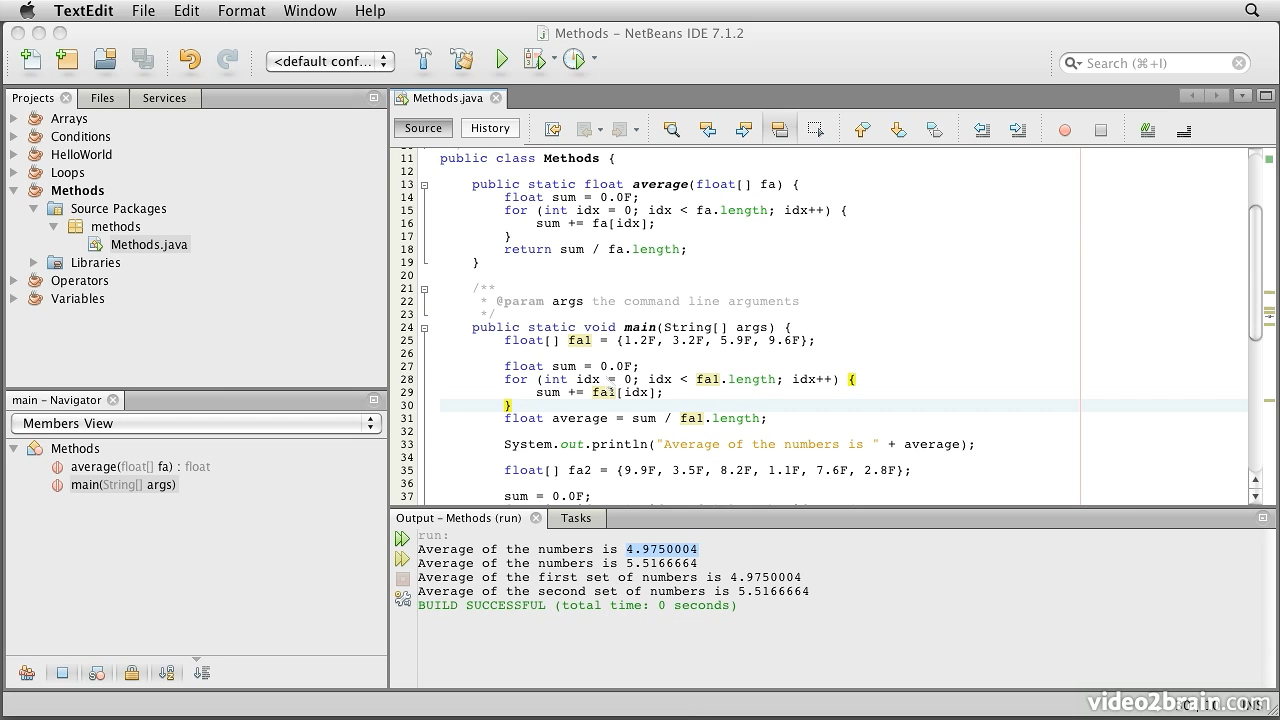 TextEdit File Edit Format Window Help
Methods – NetBeans IDE 7.1.2
<default conf...
Search (⌘+I)
Projects Files Services
Arrays
Conditions
HelloWorld
Loops
Methods
Source Packages
methods
Methods.java
Libraries
Operators
Variables
main – Navigator
Members View
Methods
average(float[] fa) : float
main(String[] args)
Methods.java
Source History
11 public class Methods {
12
13 public static float average(float[] fa) {
14 float sum = 0.0F;
15 for (int idx = 0; idx < fa.length; idx++) {
16 sum += fa[idx];
17 }
18 return sum / fa.length;
19 }
20
21 /**
22 * @param args the command line arguments
23 */
24 public static void main(String[] args) {
25 float[] fa1 = {1.2F, 3.2F, 5.9F, 9.6F};
26
27 float sum = 0.0F;
28 for (int idx = 0; idx < fa1.length; idx++) {
29 sum += fa1[idx];
30 }
31 float average = sum / fa1.length;
32
33 System.out.println("Average of the numbers is " + average);
34
35 float[] fa2 = {9.9F, 3.5F, 8.2F, 1.1F, 7.6F, 2.8F};
36
37 sum = 0.0F;
Output – Methods (run) Tasks
run:
Average of the numbers is 4.9750004
Average of the numbers is 5.5166664
Average of the first set of numbers is 4.9750004
Average of the second set of numbers is 5.5166664
BUILD SUCCESSFUL (total time: 0 seconds)
video2brain.com